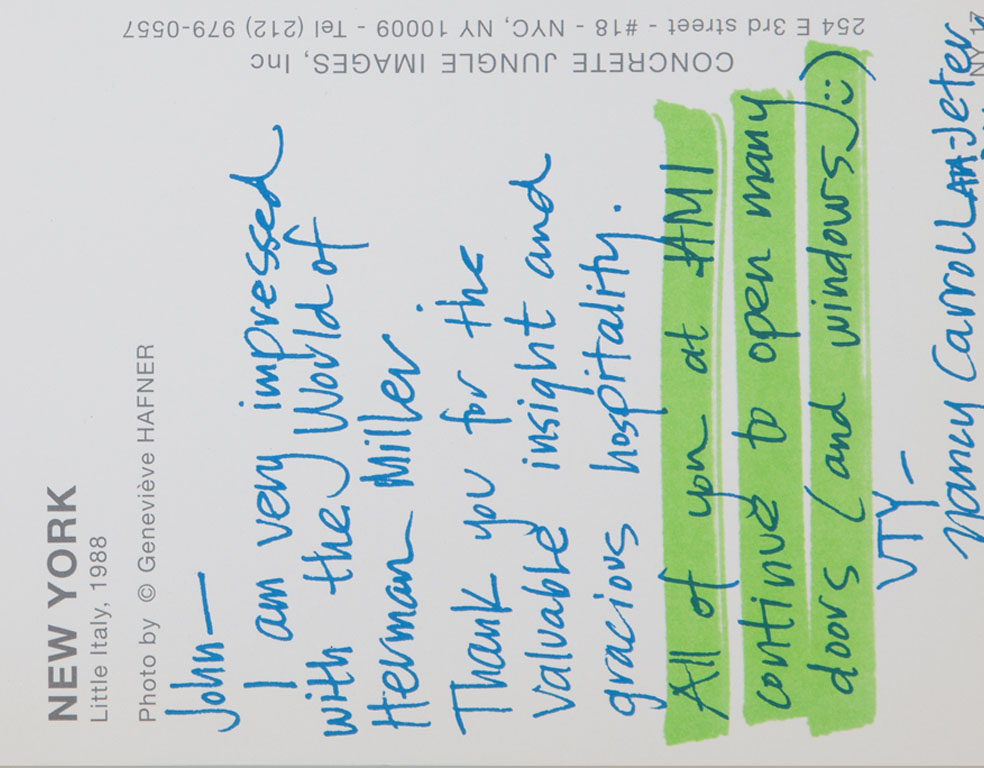 NEW YORK
Little Italy, 1988
Photo by © Geneviève HAFNER
John—
I am very impressed
with the World of
Herman Miller.
Thank you for the
valuable insight and
gracious hospitality.
All of you at HMI
continue to open many
doors (and windows :)
VTY—
Nancy Carroll
CONCRETE JUNGLE IMAGES, Inc
254 E 3rd street - #18 - NYC, NY 10009 - Tel (212) 979-0557